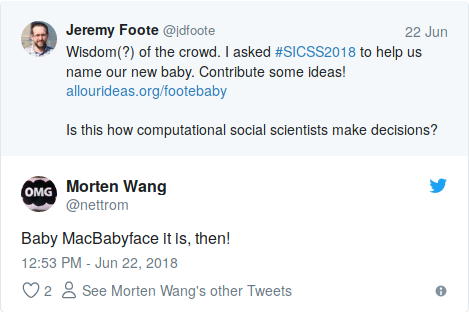 Jeremy Foote @jdfoote 22 Jun
Wisdom(?) of the crowd. I asked #SICSS2018 to help us
name our new baby. Contribute some ideas!
allourideas.org/footebaby
Is this how computational social scientists make decisions?
OMG
Morten Wang
@nettrom
Baby MacBabyface it is, then!
12:53 PM - Jun 22, 2018
2 See Morten Wang's other Tweets